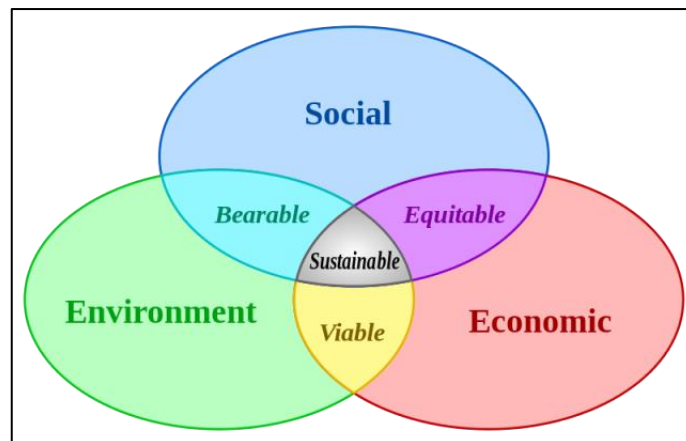 Social
Bearable
Equitable
Sustainable
Environment
Economic
Viable